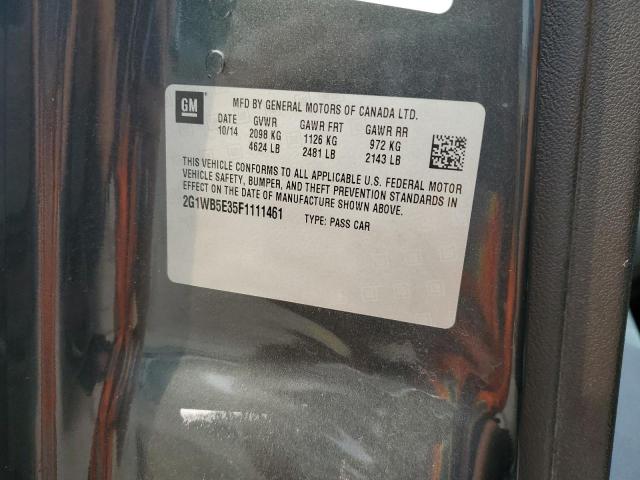 GM
MFD BY GENERAL MOTORS OF CANADA LTD.
DATE GVWR GAWR FRT GAWR RR
10/14 2098 KG 1126 KG 972 KG
4624 LB 2481 LB 2143 LB
THIS VEHICLE CONFORMS TO ALL APPLICABLE U.S. FEDERAL MOTOR
VEHICLE SAFETY, BUMPER, AND THEFT PREVENTION STANDARDS IN
EFFECT ON THE DATE OF MANUFACTURE SHOWN ABOVE.
2G1WB5E35F1111461 TYPE: PASS CAR